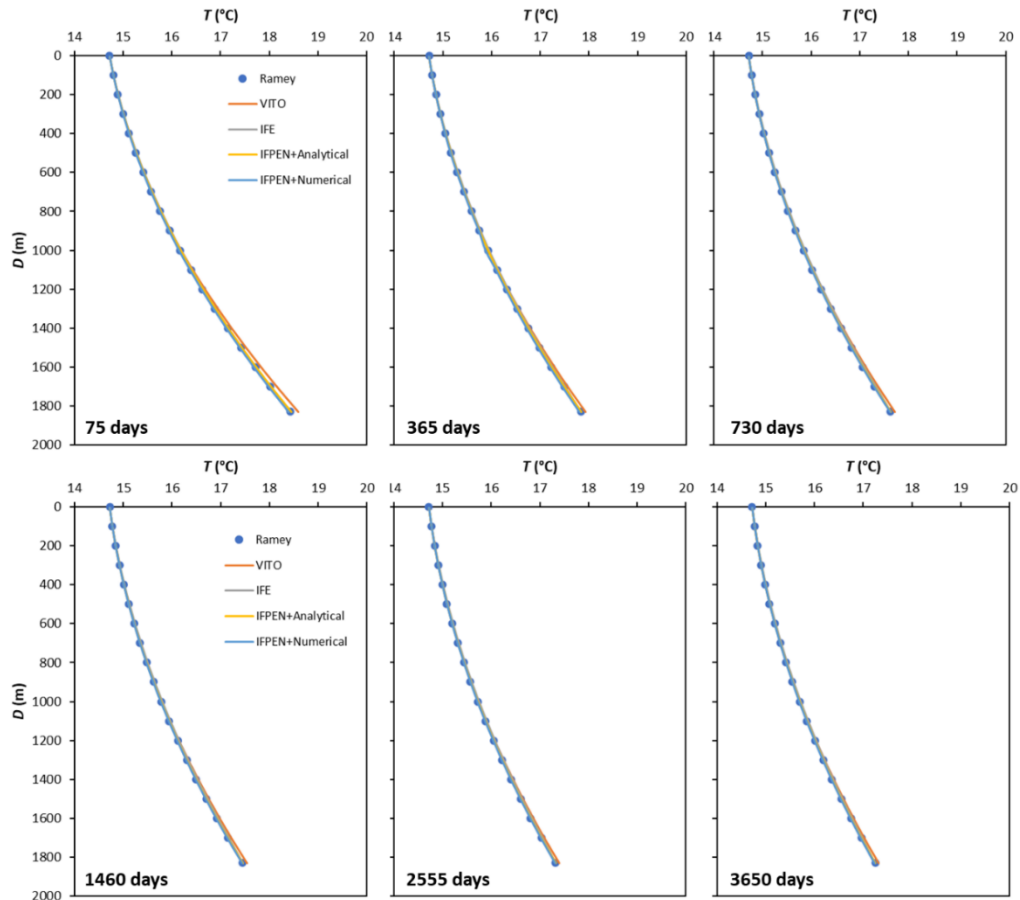 T (°C)
14 15 16 17 18 19 20
0
200
400
600
800
1000
1200
1400
1600
1800
2000
D (m)
Ramey
VITO
IFE
IFPEN+Analytical
IFPEN+Numerical
75 days
T (°C)
14 15 16 17 18 19 20
365 days
T (°C)
14 15 16 17 18 19 20
730 days
T (°C)
14 15 16 17 18 19 20
0
200
400
600
800
1000
1200
1400
1600
1800
2000
D (m)
Ramey
VITO
IFE
IFPEN+Analytical
IFPEN+Numerical
1460 days
T (°C)
14 15 16 17 18 19 20
2555 days
T (°C)
14 15 16 17 18 19 20
3650 days